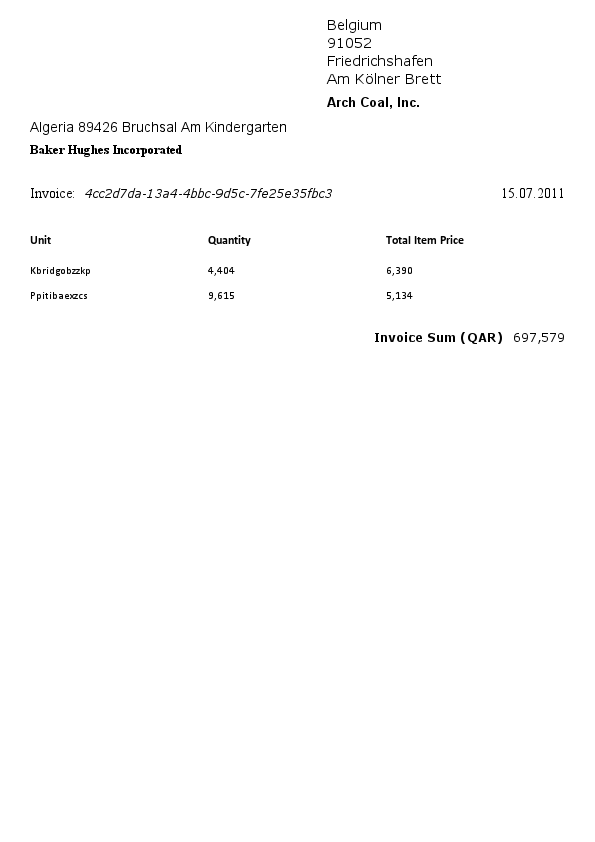 Belgium
91052
Friedrichshafen
Am Kölner Brett
Arch Coal, Inc.
Algeria 89426 Bruchsal Am Kindergarten
Baker Hughes Incorporated
Invoice: 4cc2d7da-13a4-4bbc-9d5c-7fe25e35fbc3 15.07.2011
Unit Quantity Total Item Price
Kbridgobzzkp 4,404 6,390
Ppitibaexzcs 9,615 5,134
Invoice Sum (QAR) 697,579